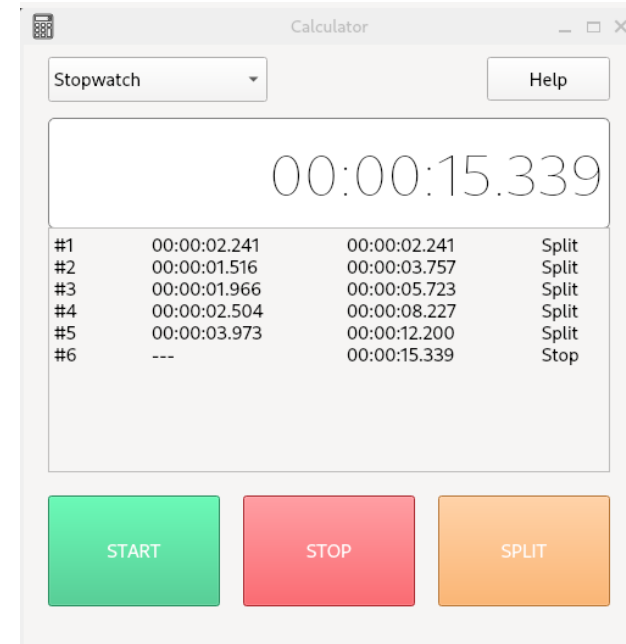 Calculator
Stopwatch Help
00:00:15.339
#1 00:00:02.241 00:00:02.241 Split
#2 00:00:01.516 00:00:03.757 Split
#3 00:00:01.966 00:00:05.723 Split
#4 00:00:02.504 00:00:08.227 Split
#5 00:00:03.973 00:00:12.200 Split
#6 --- 00:00:15.339 Stop
START STOP SPLIT